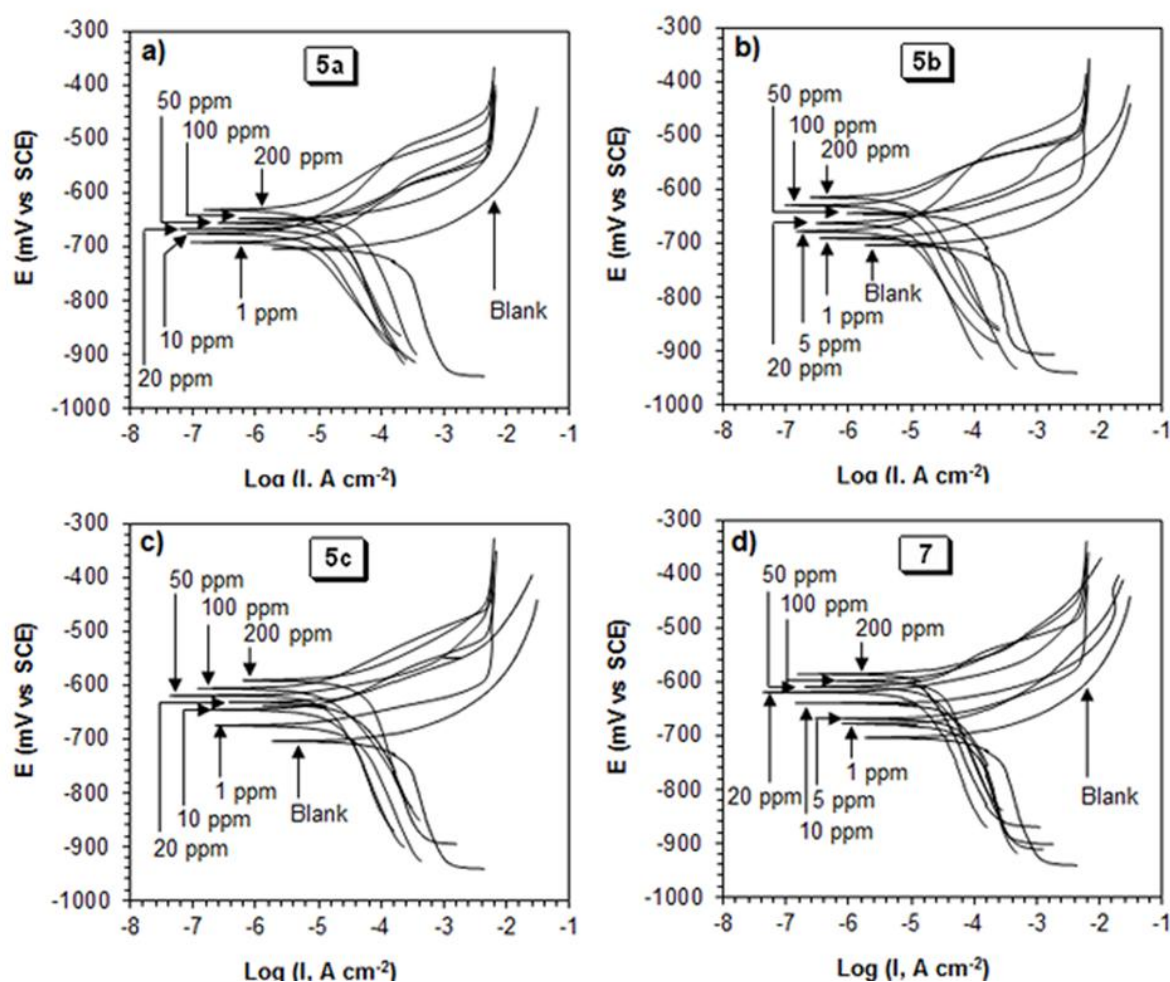 a)
5a
-300
-400
-500
-600
-700
-800
-900
-1000
E (mV vs SCE)
50 ppm
100 ppm
200 ppm
1 ppm
10 ppm
20 ppm
Blank
-8 -7 -6 -5 -4 -3 -2 -1
Log (I, A cm-2)
b)
5b
-300
-400
-500
-600
-700
-800
-900
-1000
E (mV vs SCE)
50 ppm
100 ppm
200 ppm
Blank
1 ppm
5 ppm
20 ppm
-8 -7 -6 -5 -4 -3 -2 -1
Log (I, A cm-2)
c)
5c
-300
-400
-500
-600
-700
-800
-900
-1000
E (mV vs SCE)
50 ppm
100 ppm
200 ppm
1 ppm
Blank
10 ppm
20 ppm
-8 -7 -6 -5 -4 -3 -2 -1
Log (I, A cm-2)
d)
7
-300
-400
-500
-600
-700
-800
-900
-1000
E (mV vs SCE)
50 ppm
100 ppm
200 ppm
1 ppm
20 ppm
5 ppm
Blank
10 ppm
-8 -7 -6 -5 -4 -3 -2 -1
Log (I, A cm-2)